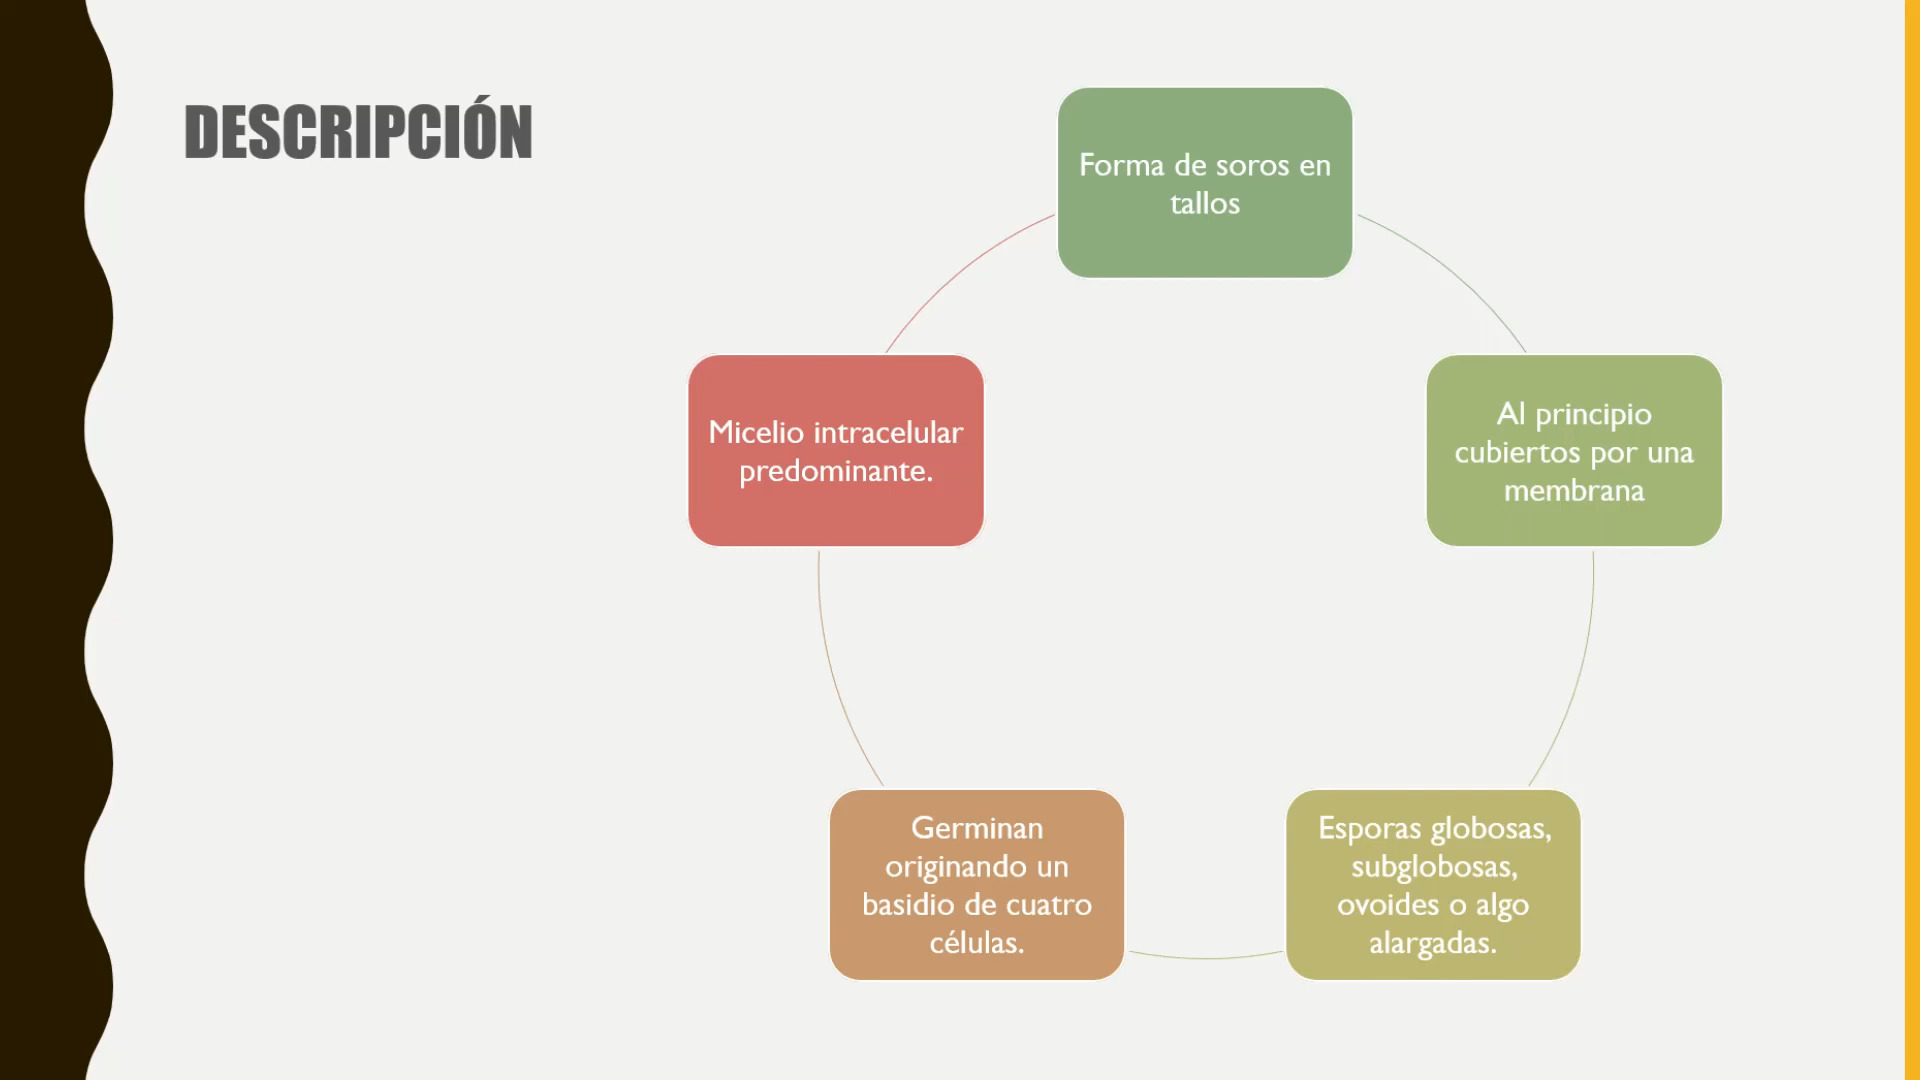 DESCRIPCIÓN
Forma de soros en
tallos
Al principio
cubiertos por una
membrana
Esporas globosas,
subglobosas,
ovoides o algo
alargadas.
Germinan
originando un
basidio de cuatro
células.
Micelio intracelular
predominante.